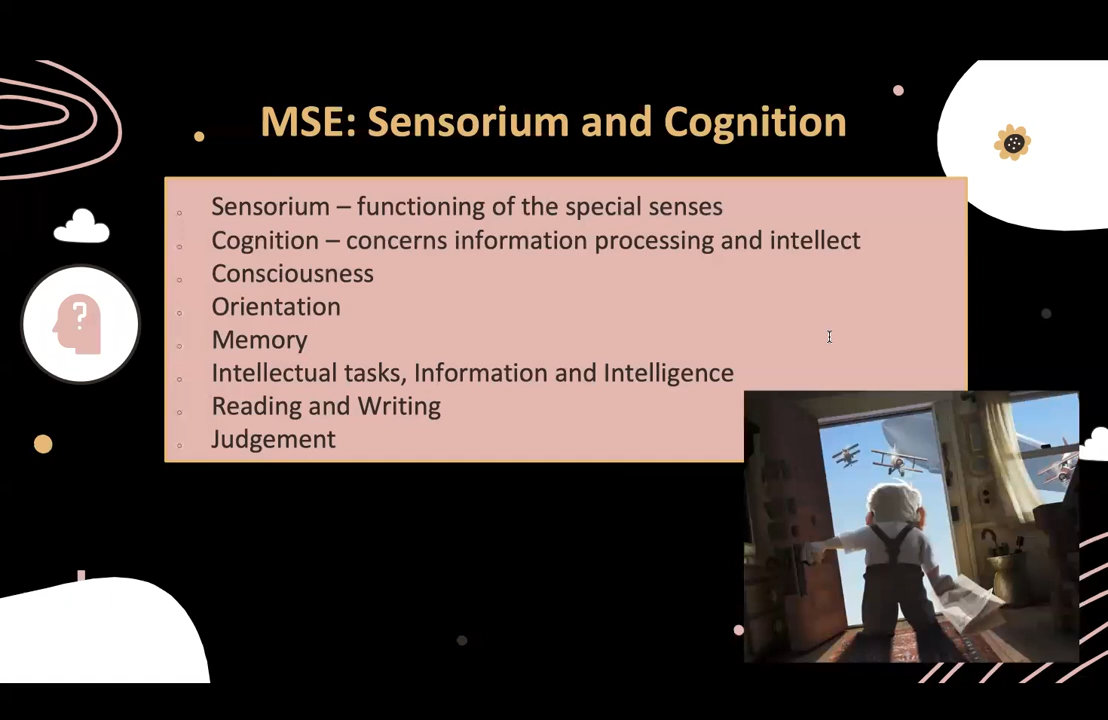 MSE: Sensorium and Cognition
Sensorium – functioning of the special senses
Cognition – concerns information processing and intellect
Consciousness
Orientation
Memory
Intellectual tasks, Information and Intelligence
Reading and Writing
Judgement
?